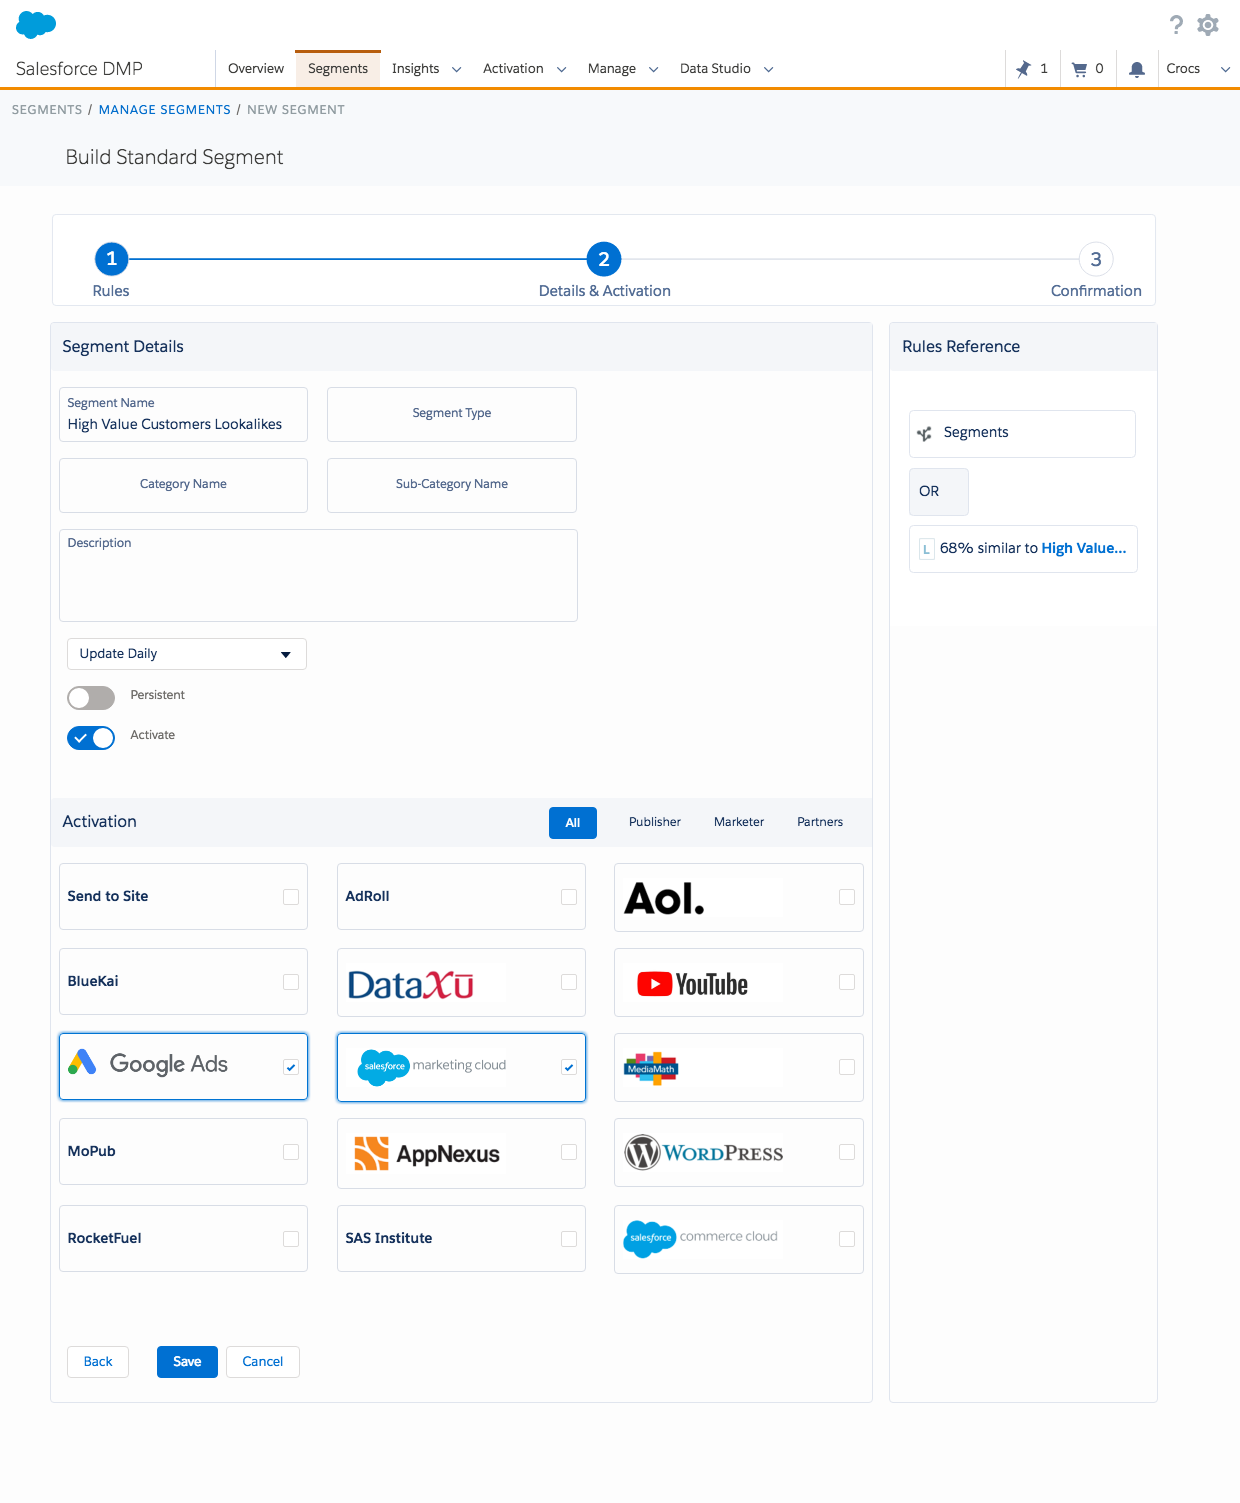 Salesforce DMP
Overview Segments Insights Activation Manage Data Studio 1 0 Crocs
SEGMENTS / MANAGE SEGMENTS / NEW SEGMENT
Build Standard Segment
1 2 3
Rules Details & Activation Confirmation
Segment Details
Segment Name
High Value Customers Lookalikes
Segment Type
Category Name
Sub-Category Name
Description
Update Daily
Persistent
Activate
Rules Reference
Segments
OR
L 68% similar to High Value...
Activation All Publisher Marketer Partners
Send to Site AdRoll Aol.
BlueKai DataXu YouTube
Google Ads salesforce marketing cloud MediaMath
MoPub AppNexus WORDPRESS
RocketFuel SAS Institute salesforce commerce cloud
Back Save Cancel